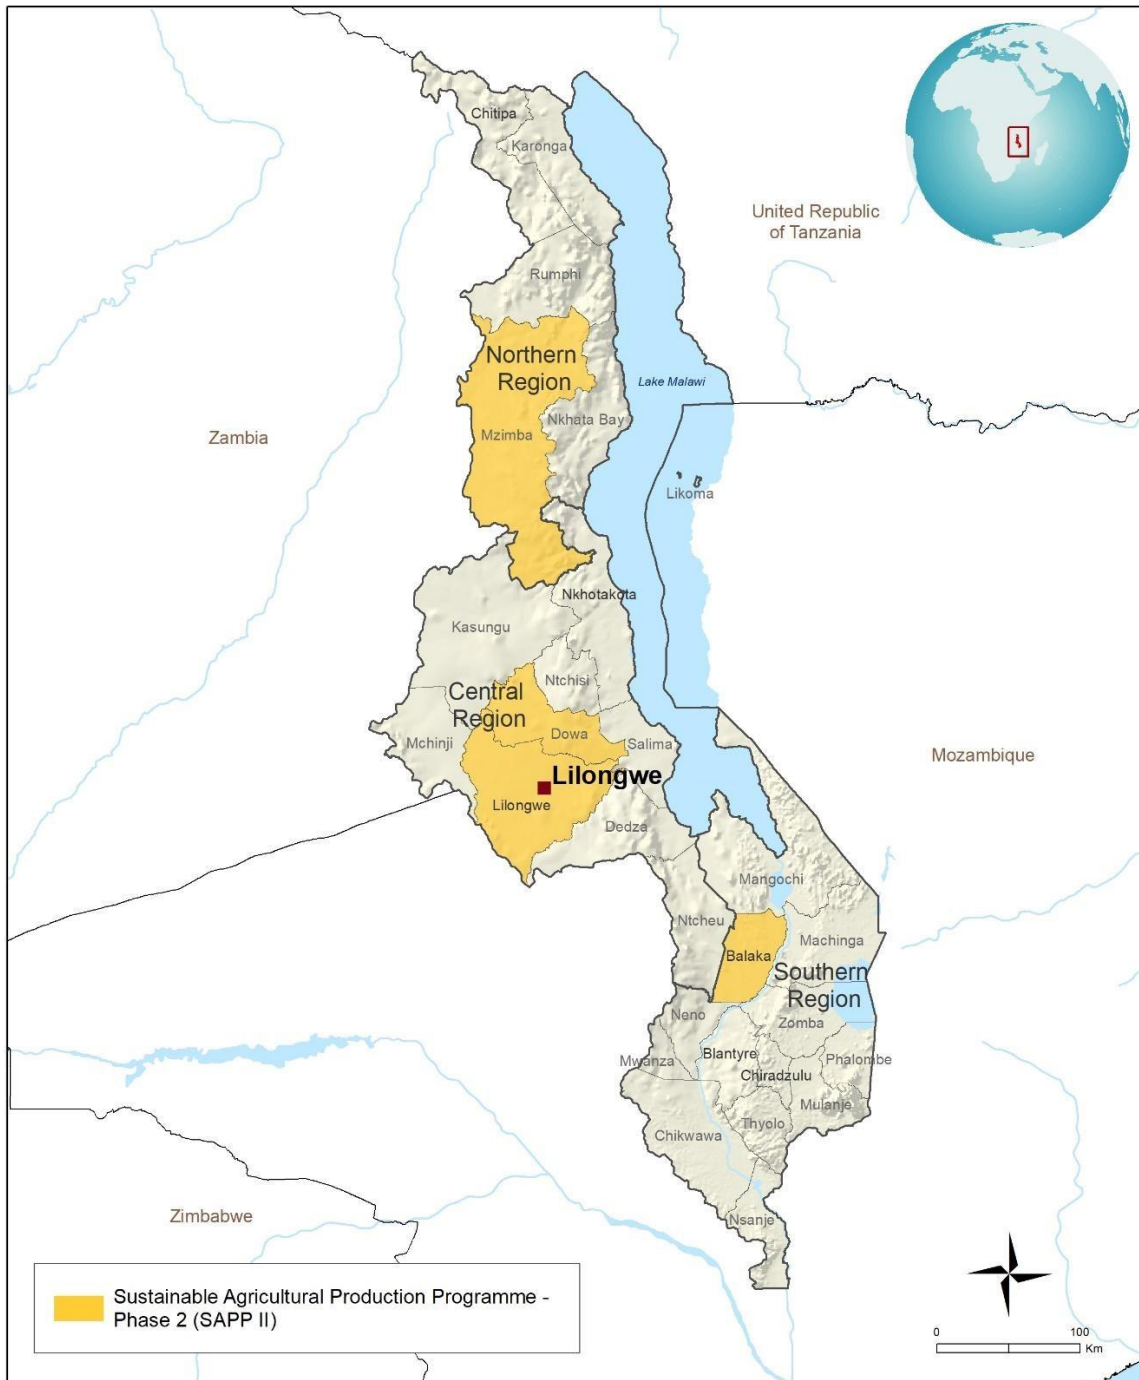 Chitipa
Karonga
United Republic
of Tanzania
Rumphi
Northern
Region
Lake Malawi
Nkhata Bay
Mzimba
Zambia
Likoma
Nkhotakota
Kasungu
Ntchisi
Central
Region
Dowa
Salima
Mchinji
Mozambique
Lilongwe
Lilongwe
Dedza
Mangochi
Ntcheu
Machinga
Balaka
Southern
Region
Neno
Zomba
Mwanza
Blantyre
Phalombe
Chiradzulu
Mulanje
Thyolo
Chikwawa
Nsanje
Zimbabwe
Sustainable Agricultural Production Programme -
Phase 2 (SAPP II)
0 100
Km